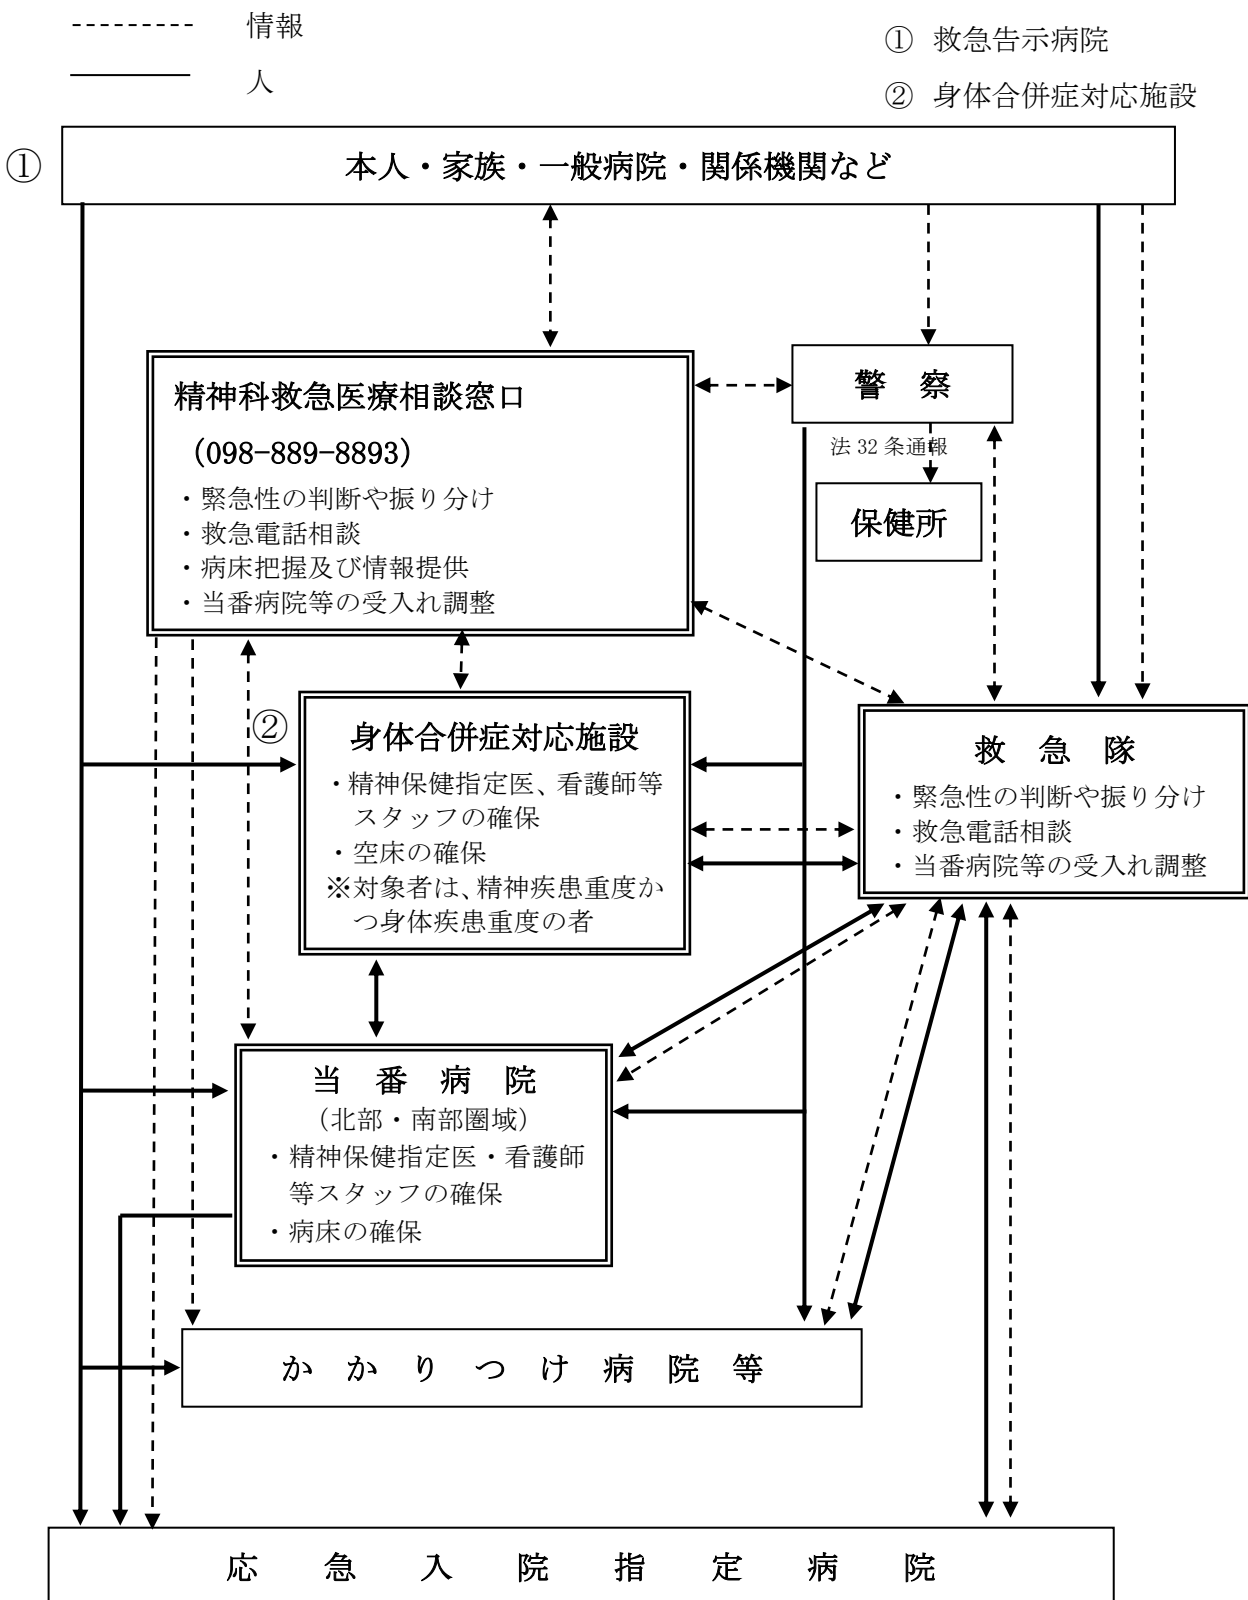 情報
人
① 救急告示病院
② 身体合併症対応施設
①
本人・家族・一般病院・関係機関など
精神科救急医療相談窓口
(098-889-8893)
・緊急性の判断や振り分け
・救急電話相談
・病床把握及び情報提供
・当番病院等の受入れ調整
警 察
法 32 条通報
保健所
②
身体合併症対応施設
・精神保健指定医、看護師等
スタッフの確保
・空床の確保
※対象者は、精神疾患重度か
つ身体疾患重度の者
救 急 隊
・緊急性の判断や振り分け
・救急電話相談
・当番病院等の受入れ調整
当 番 病 院
（北部・南部圏域）
・精神保健指定医・看護師
等スタッフの確保
・病床の確保
か か り つ け 病 院 等
応 急 入 院 指 定 病 院